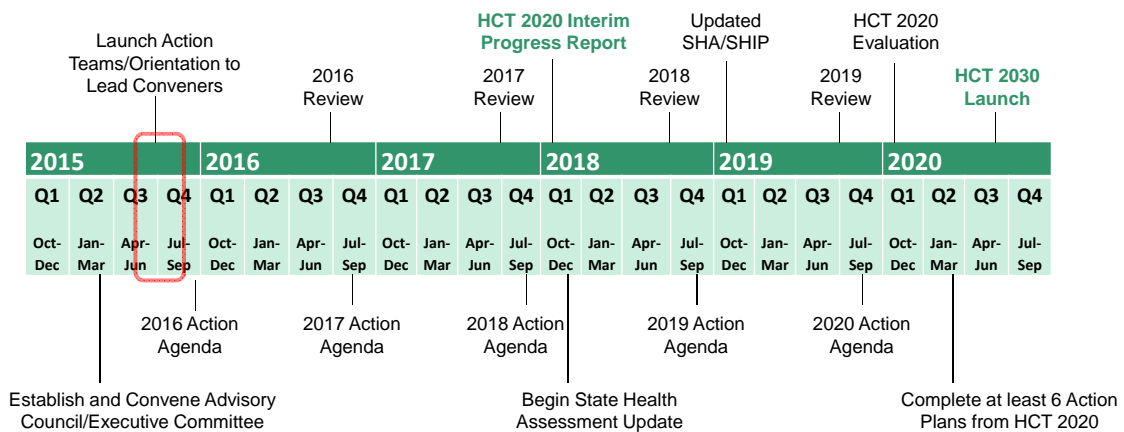 Launch Action
Teams/Orientation to
Lead Conveners
2016
Review
HCT 2020 Interim
Progress Report
2017
Review
2018
Review
Updated
SHA/SHIP
2019
Review
HCT 2020
Evaluation
HCT 2030
Launch
2015 2016 2017 2018 2019 2020
Q1 Q2 Q3 Q4 Q1 Q2 Q3 Q4 Q1 Q2 Q3 Q4 Q1 Q2 Q3 Q4 Q1 Q2 Q3 Q4 Q1 Q2 Q3 Q4
Oct- Jan- Apr- Jul- Oct- Jan- Apr- Jul- Oct- Jan- Apr- Jul- Oct- Jan- Apr- Jul- Oct- Jan- Apr- Jul- Oct- Jan- Apr- Jul-
Dec Mar Jun Sep Dec Mar Jun Sep Dec Mar Jun Sep Dec Mar Jun Sep Dec Mar Jun Sep Dec Mar Jun Sep
2016 Action
Agenda
2017 Action
Agenda
2018 Action
Agenda
2019 Action
Agenda
2020 Action
Agenda
Establish and Convene Advisory
Council/Executive Committee
Begin State Health
Assessment Update
Complete at least 6 Action
Plans from HCT 2020